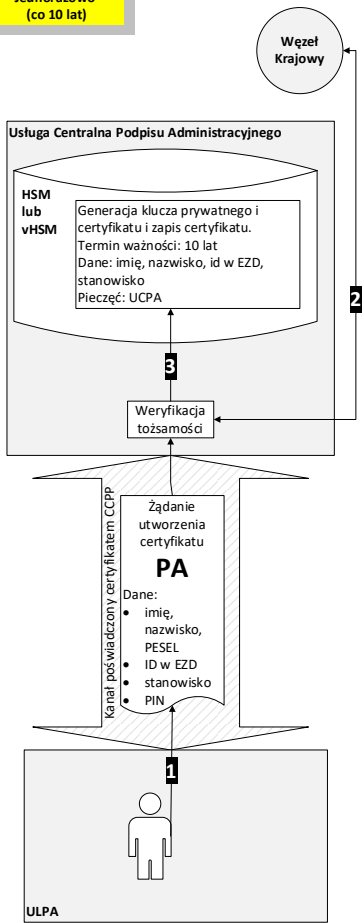 Jednorazowo
(co 10 lat)
Węzeł
Krajowy
Usługa Centralna Podpisu Administracyjnego
HSM
lub
vHSM
Generacja klucza prywatnego i
certyfikatu i zapis certyfikatu.
Termin ważności: 10 lat
Dane: imię, nazwisko, id w EZD,
stanowisko
Pieczęć: UCPA
2
3
Weryfikacja
tożsamości
Kanał poświadczony certyfikatem CCPP
Żądanie
utworzenia
certyfikatu
PA
Dane:
• imię,
nazwisko,
PESEL
• ID w EZD
• stanowisko
• PIN
1
ULPA